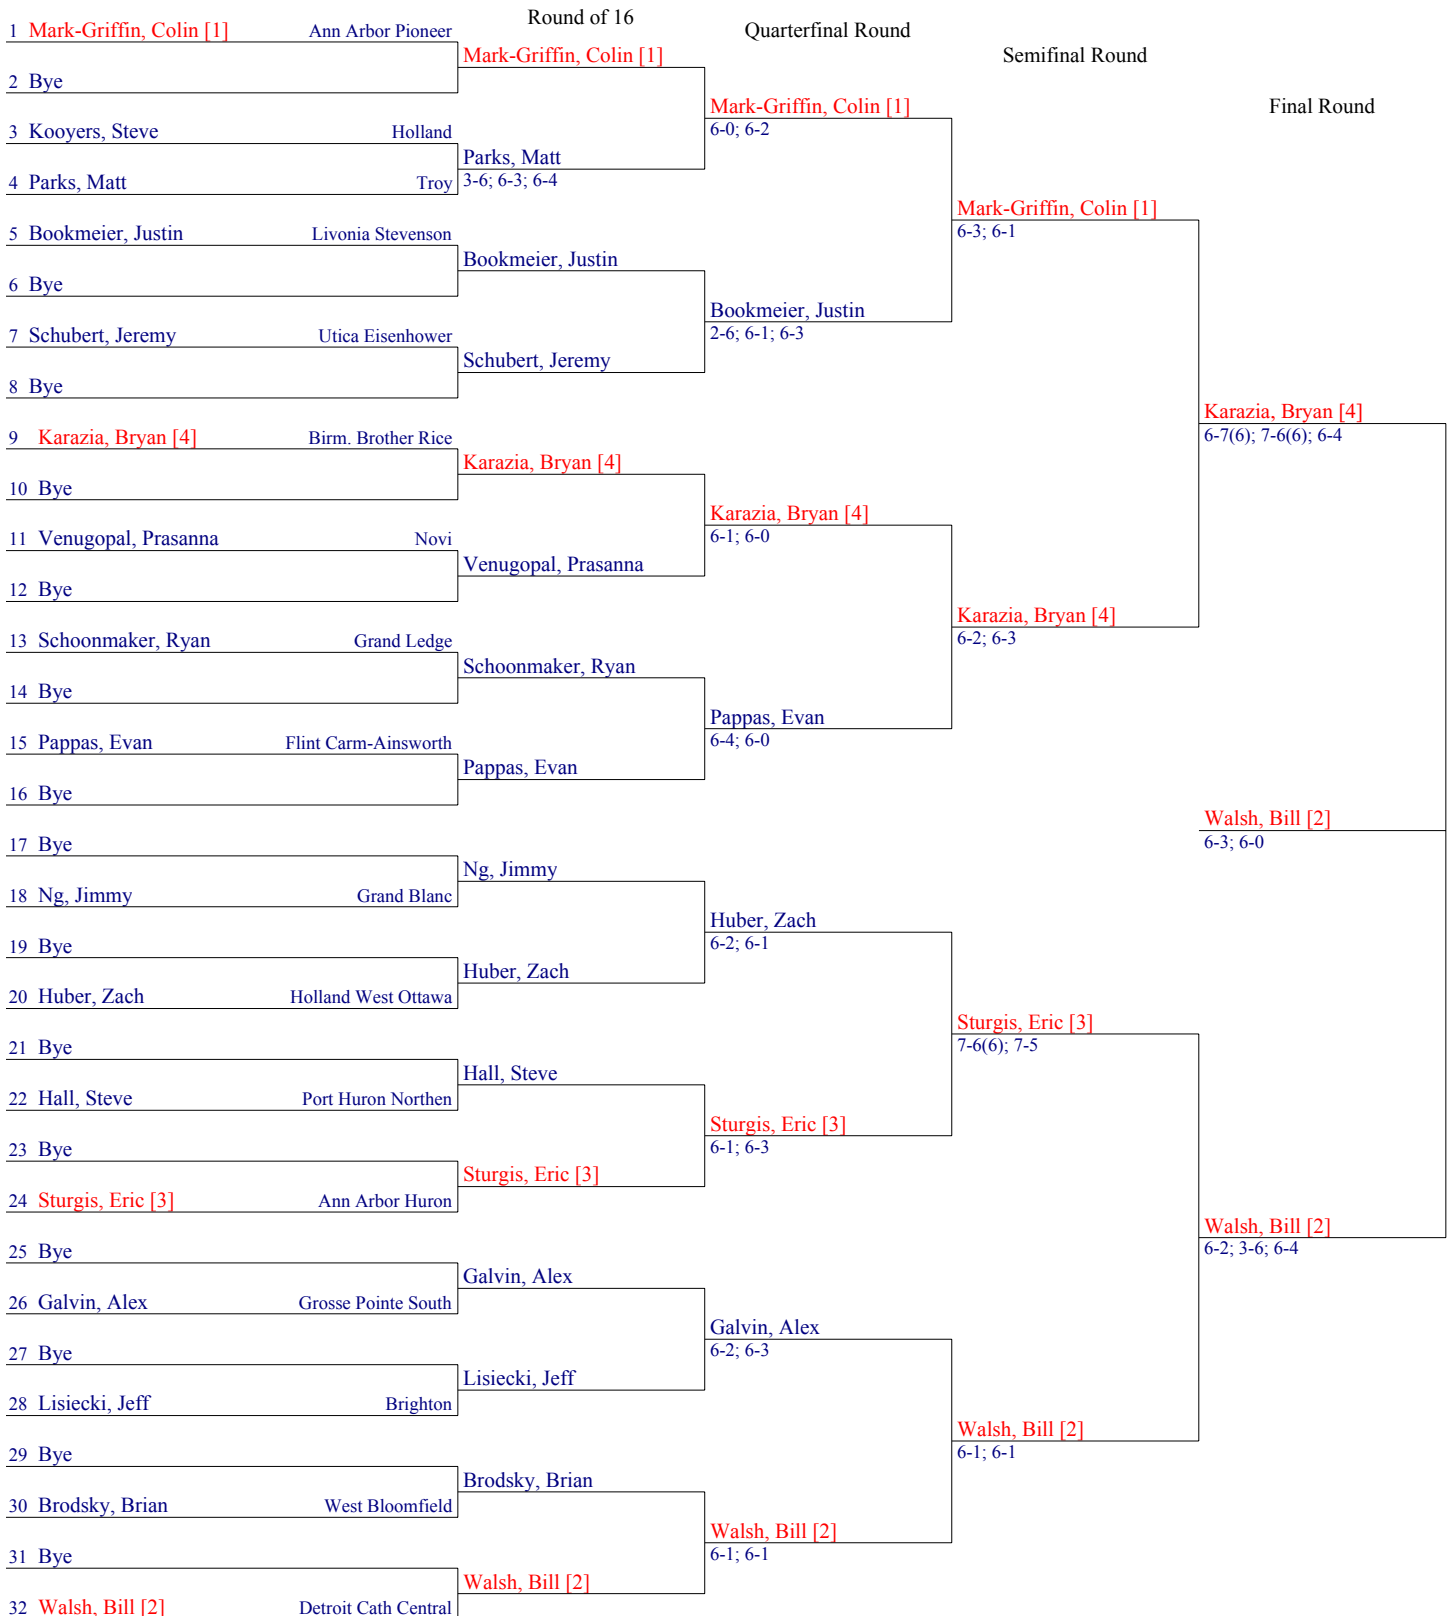 Round of 16
Quarterfinal Round
Semifinal Round
Final Round
1 Mark-Griffin, Colin [1] Ann Arbor Pioneer
2 Bye
3 Kooyers, Steve Holland
4 Parks, Matt Troy
5 Bookmeier, Justin Livonia Stevenson
6 Bye
7 Schubert, Jeremy Utica Eisenhower
8 Bye
9 Karazia, Bryan [4] Birm. Brother Rice
10 Bye
11 Venugopal, Prasanna Novi
12 Bye
13 Schoonmaker, Ryan Grand Ledge
14 Bye
15 Pappas, Evan Flint Carm-Ainsworth
16 Bye
17 Bye
18 Ng, Jimmy Grand Blanc
19 Bye
20 Huber, Zach Holland West Ottawa
21 Bye
22 Hall, Steve Port Huron Northen
23 Bye
24 Sturgis, Eric [3] Ann Arbor Huron
25 Bye
26 Galvin, Alex Grosse Pointe South
27 Bye
28 Lisiecki, Jeff Brighton
29 Bye
30 Brodsky, Brian West Bloomfield
31 Bye
32 Walsh, Bill [2] Detroit Cath Central
Mark-Griffin, Colin [1]
Parks, Matt
3-6; 6-3; 6-4
Bookmeier, Justin
Schubert, Jeremy
Karazia, Bryan [4]
Venugopal, Prasanna
Schoonmaker, Ryan
Pappas, Evan
Ng, Jimmy
Huber, Zach
Hall, Steve
Sturgis, Eric [3]
Galvin, Alex
Lisiecki, Jeff
Brodsky, Brian
Walsh, Bill [2]
Mark-Griffin, Colin [1]
6-0; 6-2
Bookmeier, Justin
2-6; 6-1; 6-3
Karazia, Bryan [4]
6-1; 6-0
Pappas, Evan
6-4; 6-0
Huber, Zach
6-2; 6-1
Sturgis, Eric [3]
6-1; 6-3
Galvin, Alex
6-2; 6-3
Walsh, Bill [2]
6-1; 6-1
Mark-Griffin, Colin [1]
6-3; 6-1
Karazia, Bryan [4]
6-2; 6-3
Sturgis, Eric [3]
7-6(6); 7-5
Walsh, Bill [2]
6-1; 6-1
Karazia, Bryan [4]
6-7(6); 7-6(6); 6-4
Walsh, Bill [2]
6-3; 6-0
Walsh, Bill [2]
6-2; 3-6; 6-4